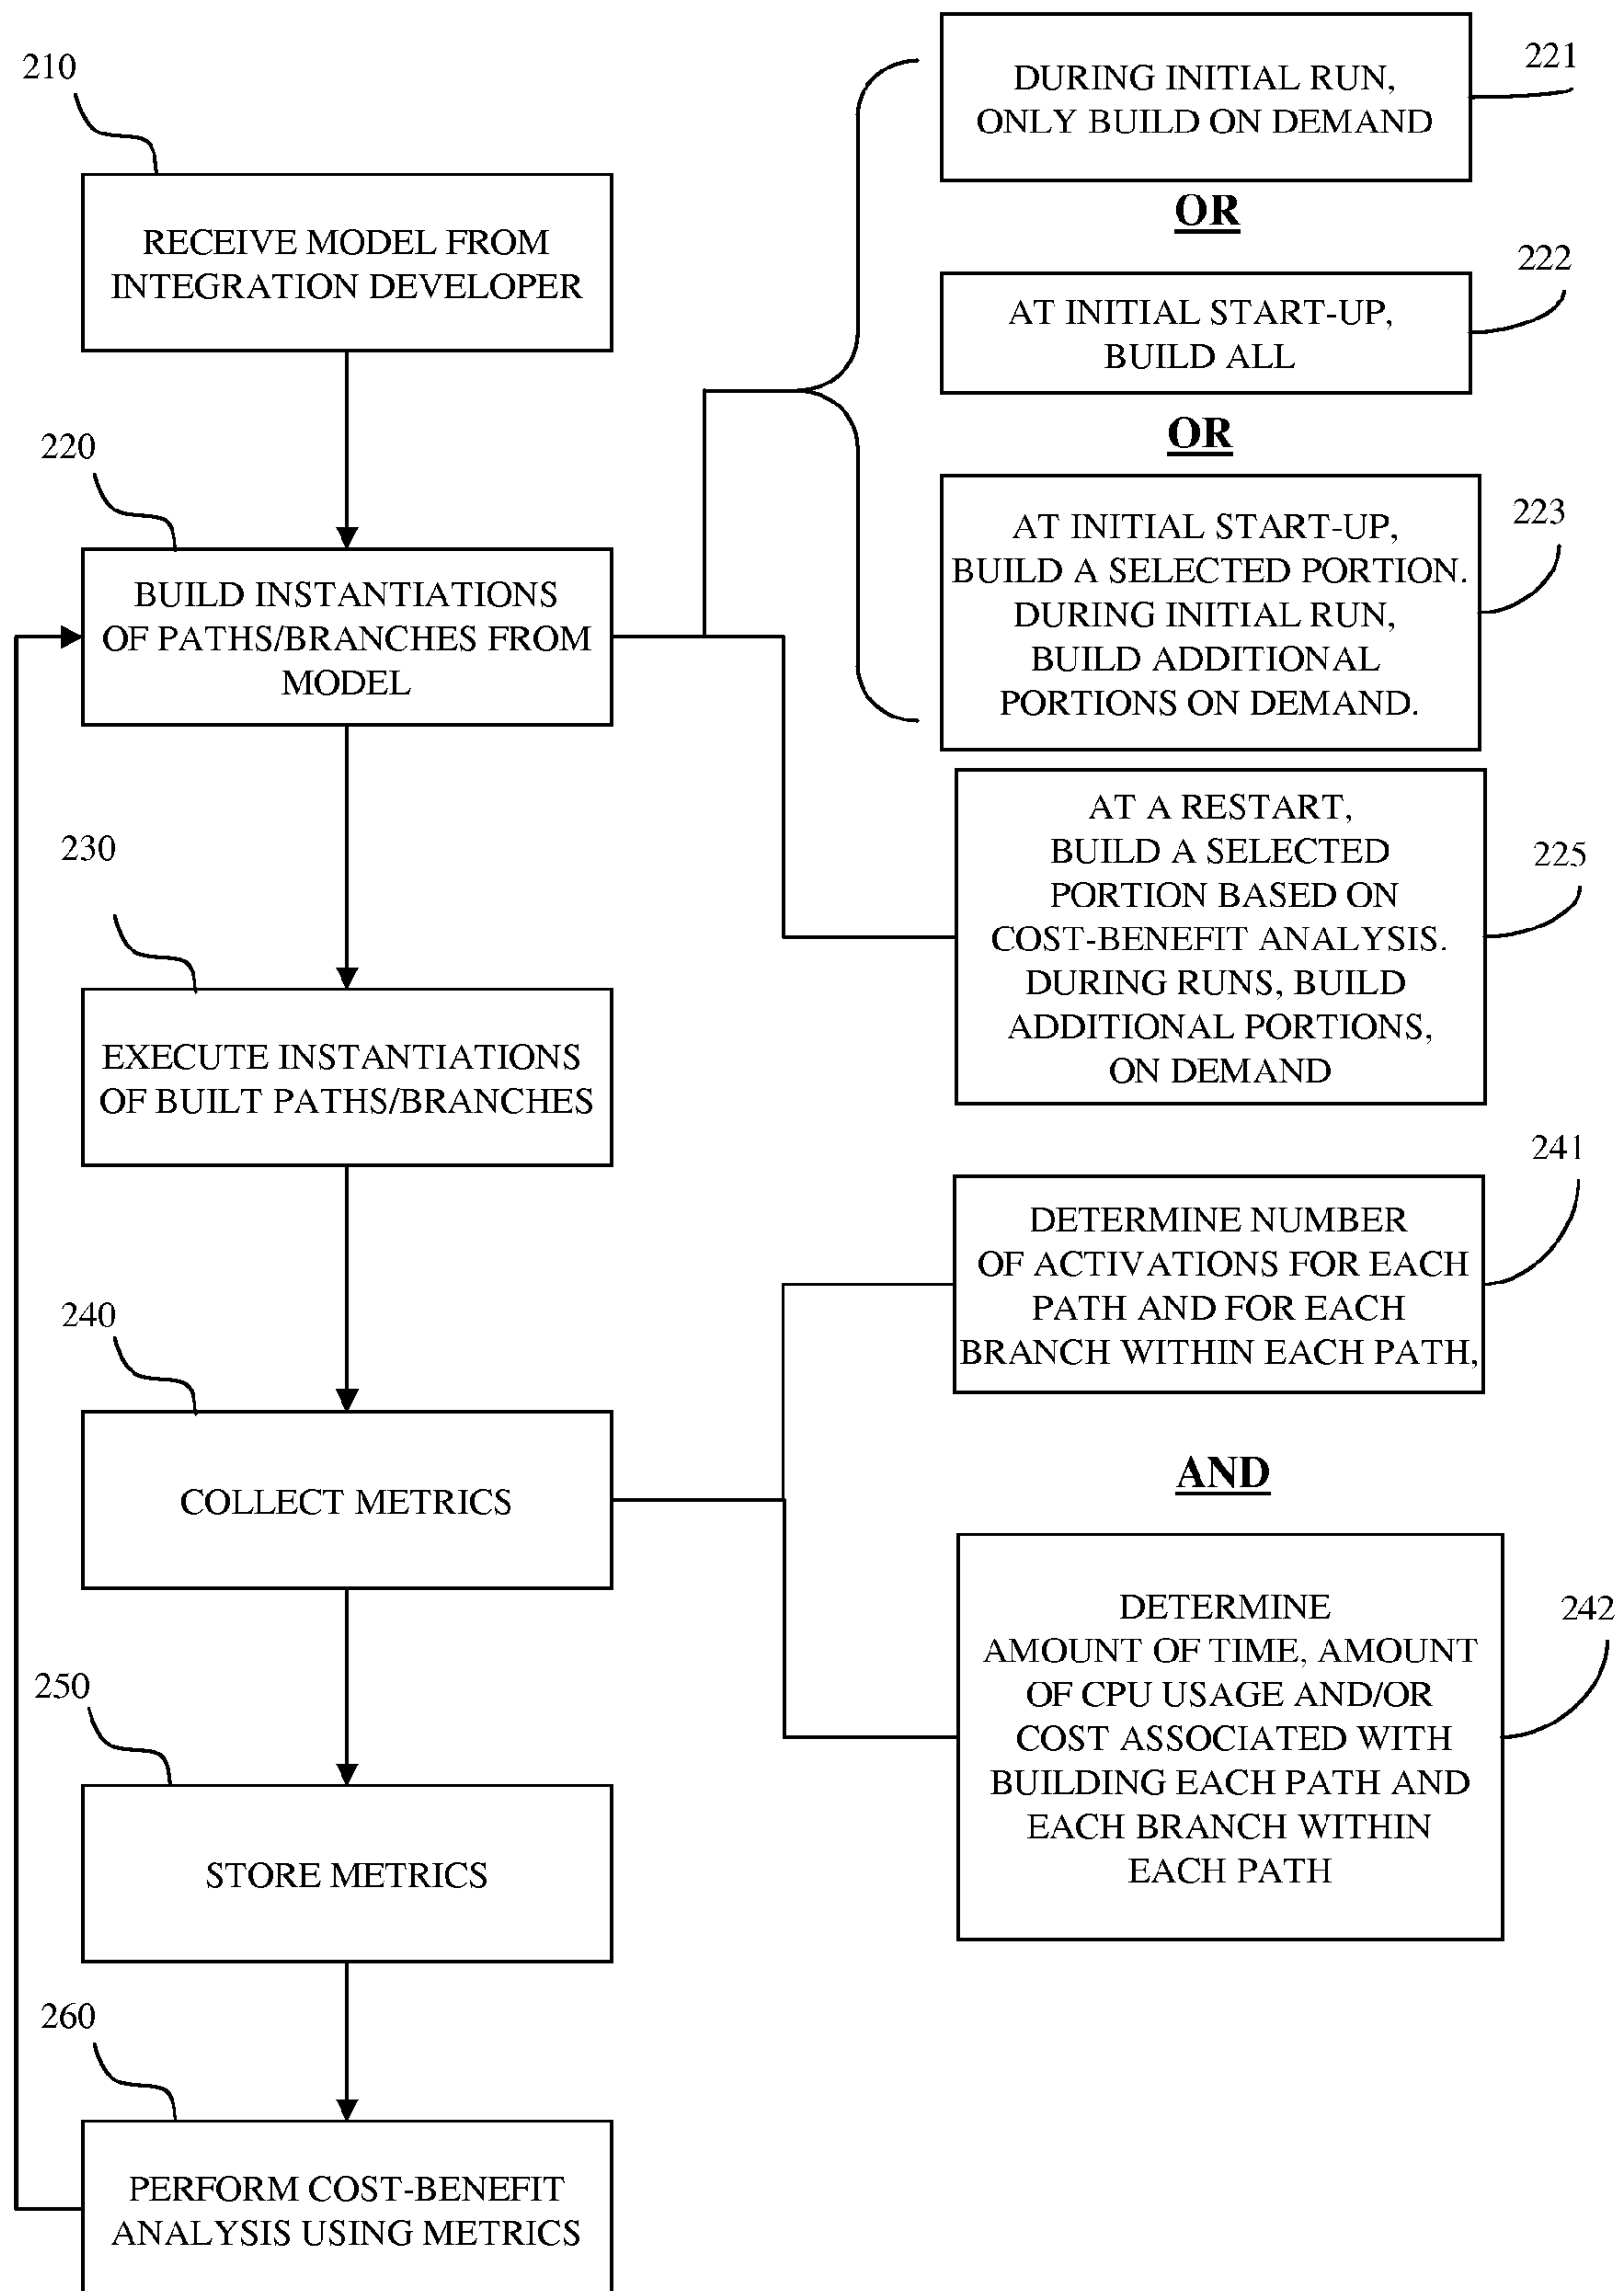 210
RECEIVE MODEL FROM
INTEGRATION DEVELOPER
220
BUILD INSTANTIATIONS
OF PATHS/BRANCHES FROM
MODEL
230
EXECUTE INSTANTIATIONS
OF BUILT PATHS/BRANCHES
240
COLLECT METRICS
250
STORE METRICS
260
PERFORM COST-BENEFIT
ANALYSIS USING METRICS
221
DURING INITIAL RUN,
ONLY BUILD ON DEMAND
OR
222
AT INITIAL START-UP,
BUILD ALL
OR
223
AT INITIAL START-UP,
BUILD A SELECTED PORTION.
DURING INITIAL RUN,
BUILD ADDITIONAL
PORTIONS ON DEMAND.
225
AT A RESTART,
BUILD A SELECTED
PORTION BASED ON
COST-BENEFIT ANALYSIS.
DURING RUNS, BUILD
ADDITIONAL PORTIONS,
ON DEMAND
241
DETERMINE NUMBER
OF ACTIVATIONS FOR EACH
PATH AND FOR EACH
BRANCH WITHIN EACH PATH,
AND
242
DETERMINE
AMOUNT OF TIME, AMOUNT
OF CPU USAGE AND/OR
COST ASSOCIATED WITH
BUILDING EACH PATH AND
EACH BRANCH WITHIN
EACH PATH